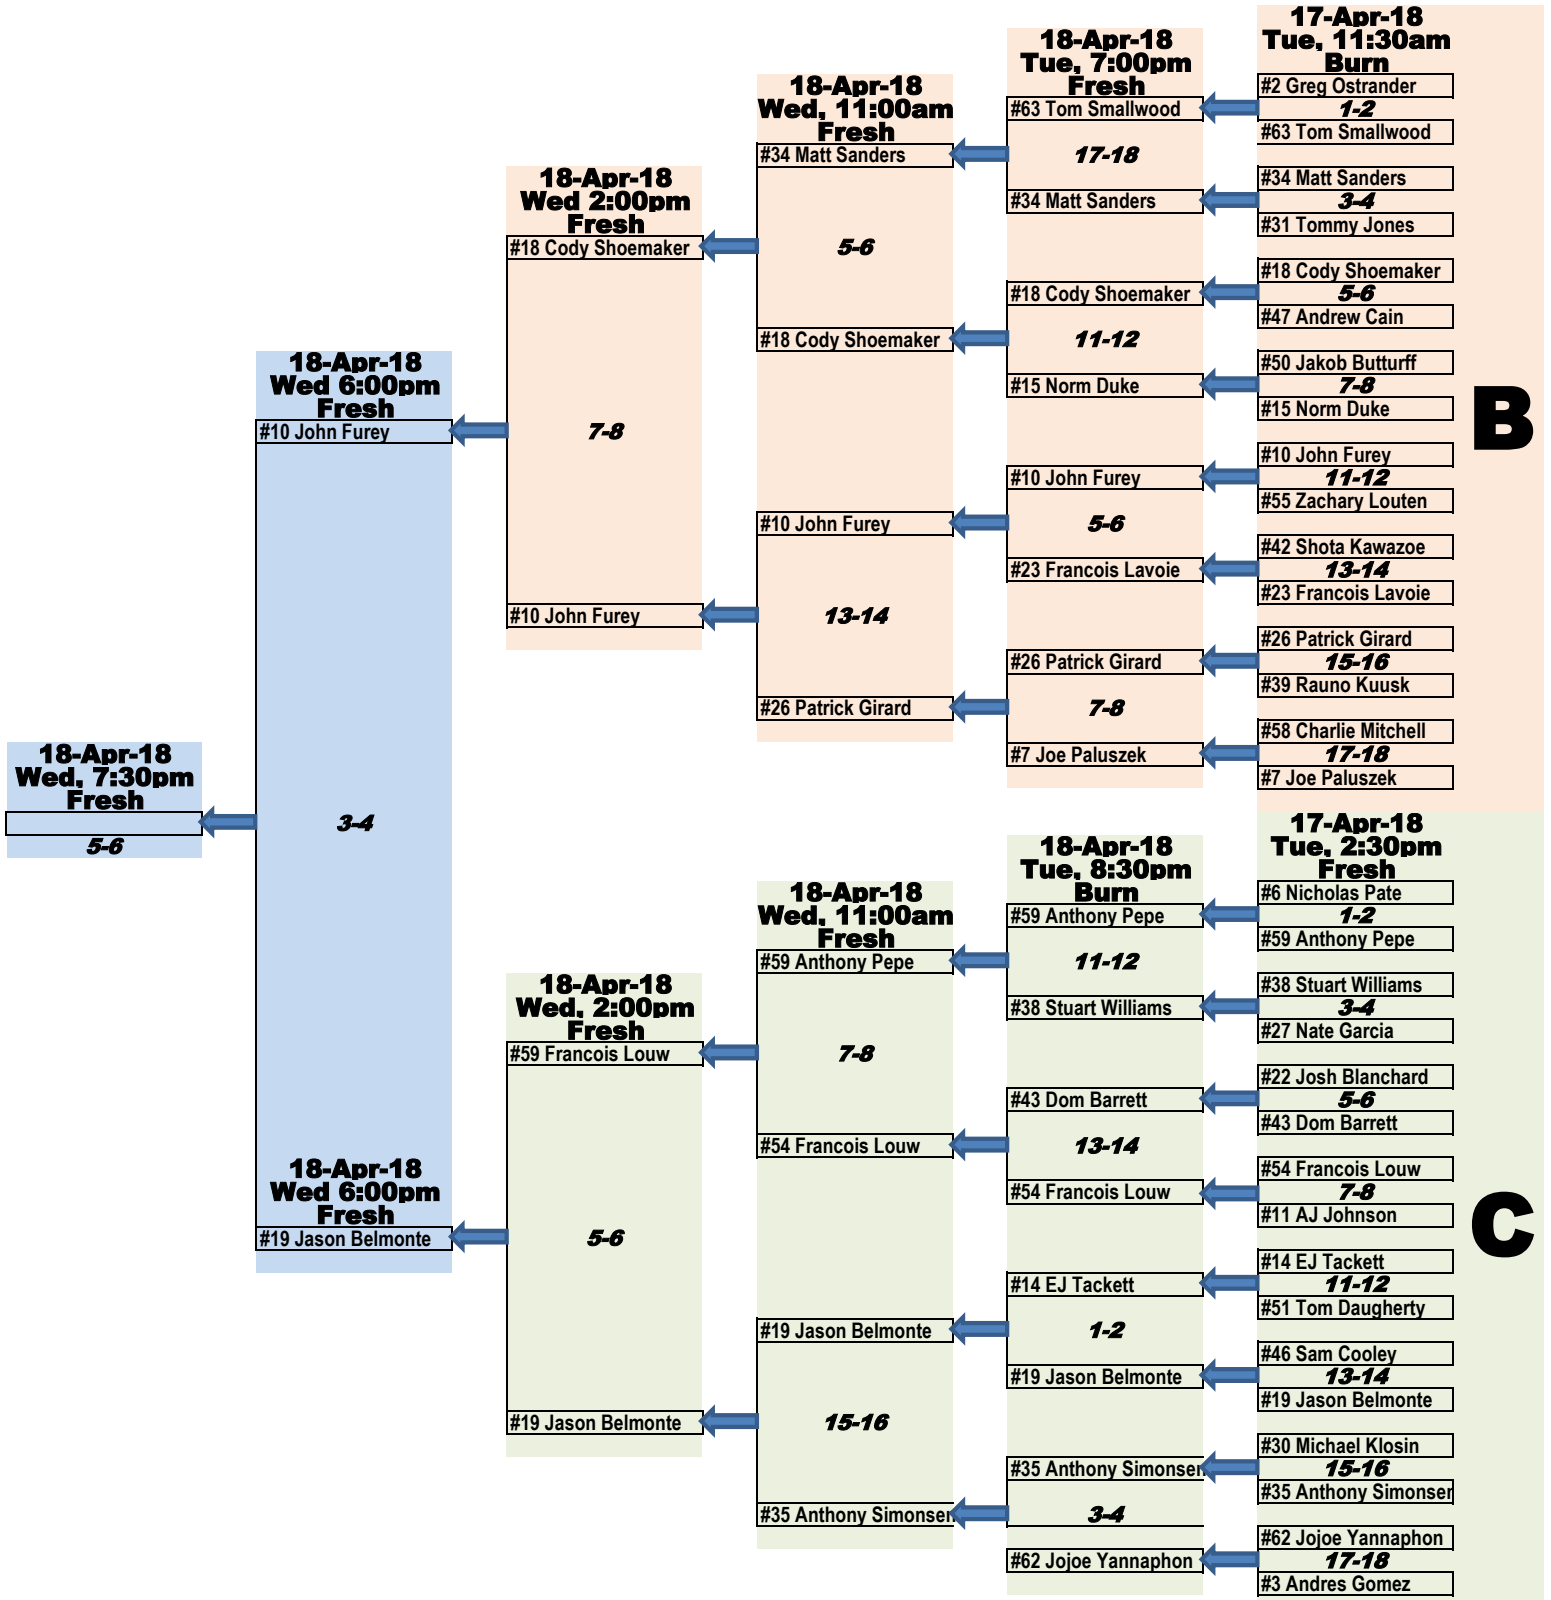 17-Apr-18
Tue, 11:30am
Burn
#2 Greg Ostrander
1-2
#63 Tom Smallwood
#34 Matt Sanders
3-4
#31 Tommy Jones
#18 Cody Shoemaker
5-6
#47 Andrew Cain
#50 Jakob Butturff
7-8
#15 Norm Duke
#10 John Furey
11-12
#55 Zachary Louten
#42 Shota Kawazoe
13-14
#23 Francois Lavoie
#26 Patrick Girard
15-16
#39 Rauno Kuusk
#58 Charlie Mitchell
17-18
#7 Joe Paluszek
B
18-Apr-18
Tue, 7:00pm
Fresh
#63 Tom Smallwood
17-18
#34 Matt Sanders
#18 Cody Shoemaker
11-12
#15 Norm Duke
#10 John Furey
5-6
#23 Francois Lavoie
#26 Patrick Girard
7-8
#7 Joe Paluszek
18-Apr-18
Wed, 11:00am
Fresh
#34 Matt Sanders
5-6
#18 Cody Shoemaker
#10 John Furey
13-14
#26 Patrick Girard
18-Apr-18
Wed 2:00pm
Fresh
#18 Cody Shoemaker
7-8
#10 John Furey
18-Apr-18
Wed 6:00pm
Fresh
#10 John Furey
3-4
18-Apr-18
Wed 6:00pm
Fresh
#19 Jason Belmonte
18-Apr-18
Wed, 7:30pm
Fresh
5-6
17-Apr-18
Tue, 2:30pm
Fresh
#6 Nicholas Pate
1-2
#59 Anthony Pepe
#38 Stuart Williams
3-4
#27 Nate Garcia
#22 Josh Blanchard
5-6
#43 Dom Barrett
#54 Francois Louw
7-8
#11 AJ Johnson
#14 EJ Tackett
11-12
#51 Tom Daugherty
#46 Sam Cooley
13-14
#19 Jason Belmonte
#30 Michael Klosin
15-16
#35 Anthony Simonsen
#62 Jojoe Yannaphon
17-18
#3 Andres Gomez
C
18-Apr-18
Tue, 8:30pm
Burn
#59 Anthony Pepe
11-12
#38 Stuart Williams
#43 Dom Barrett
13-14
#54 Francois Louw
#14 EJ Tackett
1-2
#19 Jason Belmonte
#35 Anthony Simonsen
3-4
#62 Jojoe Yannaphon
18-Apr-18
Wed, 11:00am
Fresh
#59 Anthony Pepe
7-8
#54 Francois Louw
#19 Jason Belmonte
15-16
#35 Anthony Simonsen
18-Apr-18
Wed, 2:00pm
Fresh
#59 Francois Louw
5-6
#19 Jason Belmonte